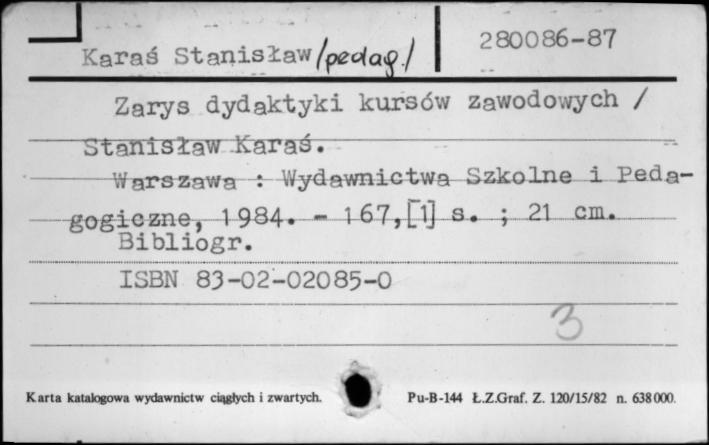 Karaś Stanisław /pedag./
280086-87
Zarys dydaktyki kursów zawodowych /
Stanisław Karaś.
Warszawa : Wydawnictwa Szkolne i Peda-
gogiczne, 1984. - 167,[1] s. ; 21 cm.
Bibliogr.
ISBN 83-02-02085-0
3
Karta katalogowa wydawnictw ciągłych i zwartych.
Pu-B-144 Ł.Z.Graf. Z. 120/15/82 n. 638000.